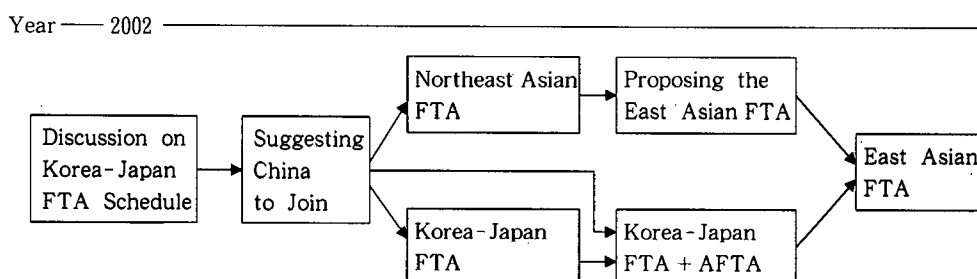 Year — 2002
Northeast Asian
FTA
Proposing the
East Asian FTA
Discussion on
Korea-Japan
FTA Schedule
Suggesting
China
to Join
East Asian
FTA
Korea-Japan
FTA
Korea-Japan
FTA + AFTA